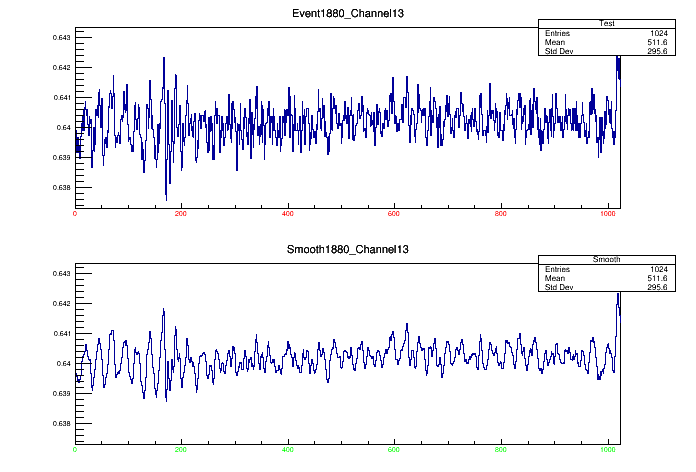 Event1880_Channel13
Test
Entries 1024
Mean 511.6
Std Dev 295.6
0.643
0.642
0.641
0.64
0.639
0.638
0 200 400 600 800 1000
Smooth1880_Channel13
Smooth
Entries 1024
Mean 511.6
Std Dev 295.6
0.643
0.642
0.641
0.64
0.639
0.638
0 200 400 600 800 1000